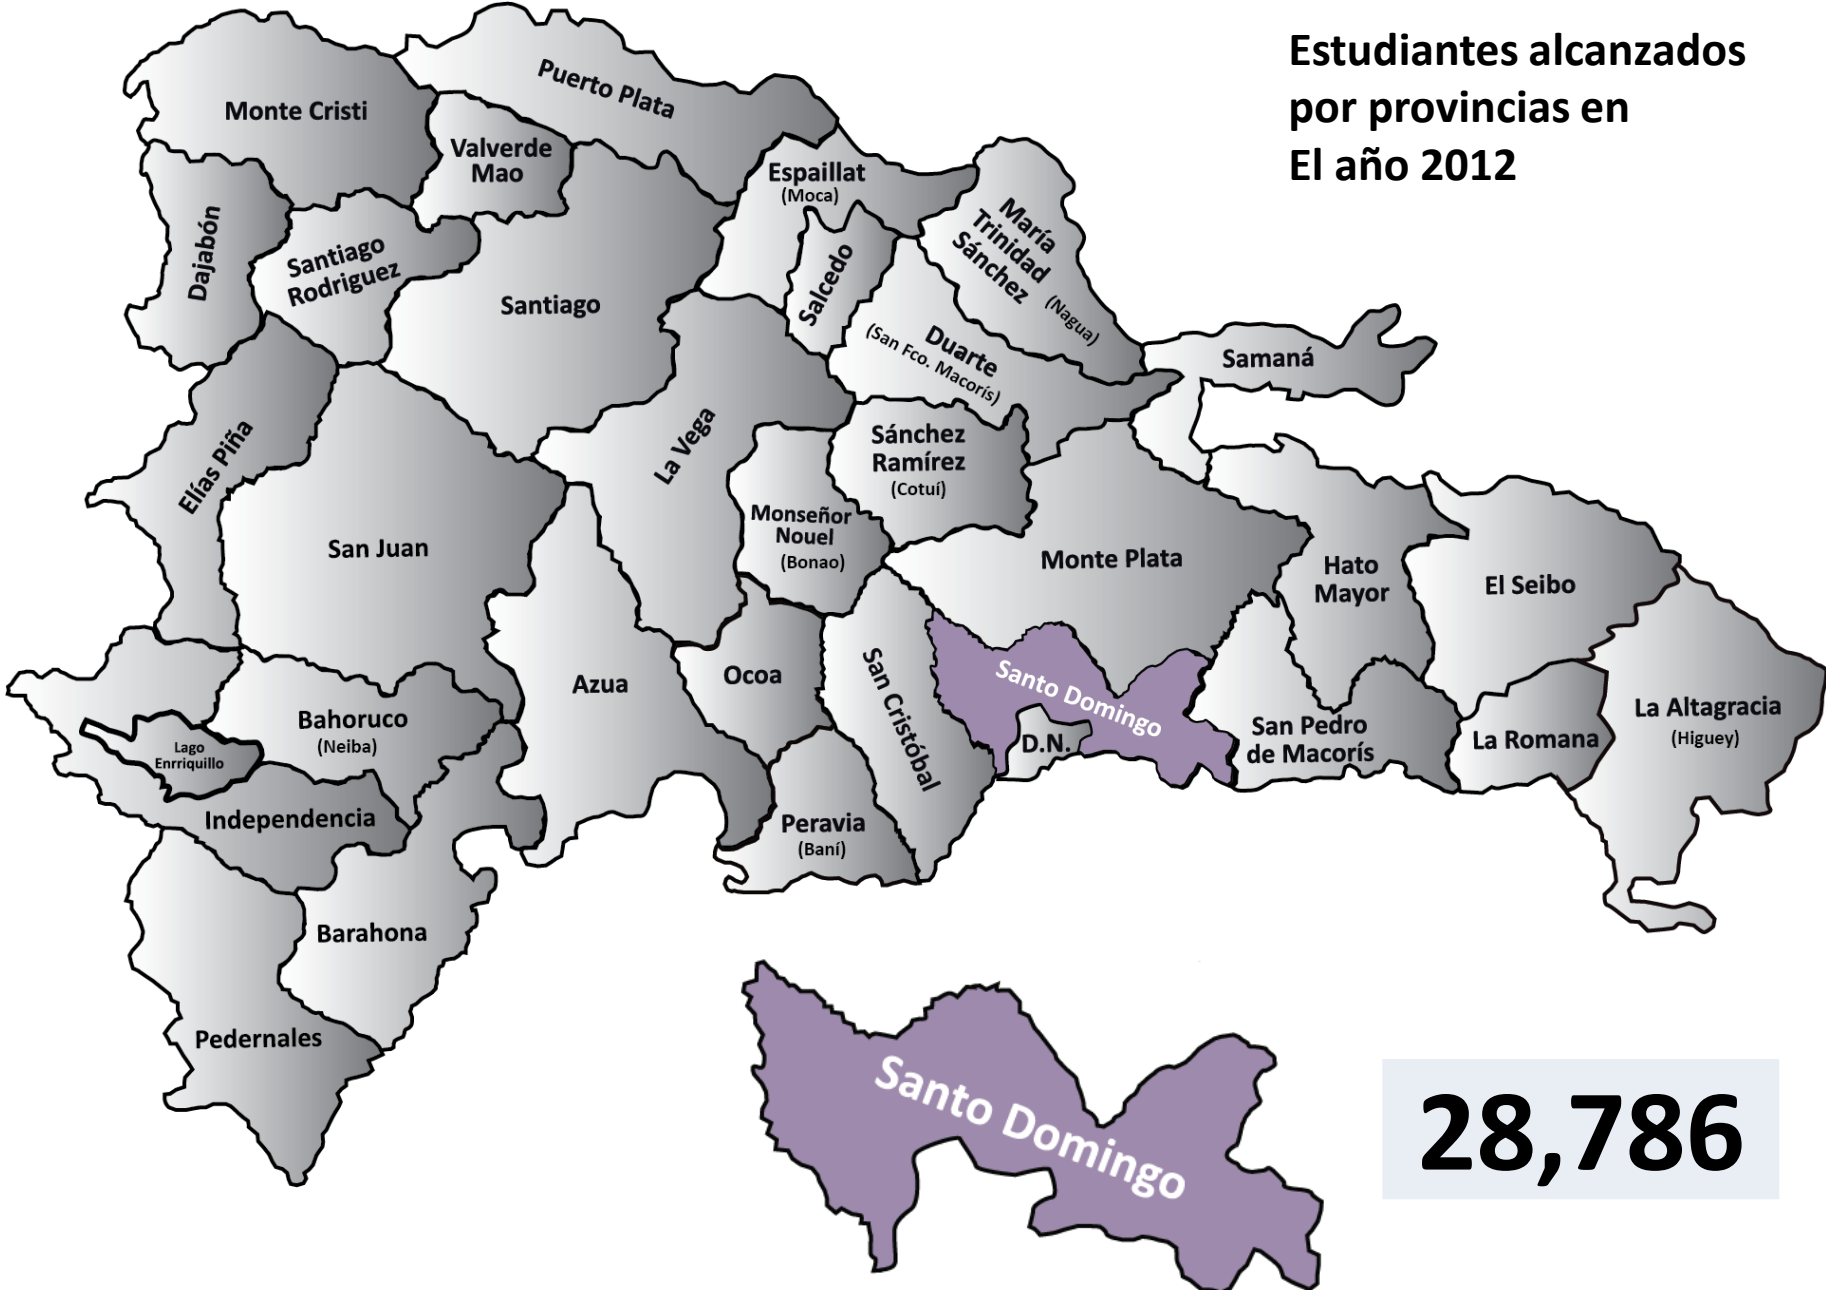 Estudiantes alcanzados
por provincias en
El año 2012
Puerto Plata
Monte Cristi
Valverde
Mao
Espaillat
(Moca)
María
Trinidad
Sánchez
(Nagua)
Dajabón
Santiago
Rodriguez
Santiago
Salcedo
Duarte
(San Fco. Macorís)
Samaná
Elías Piña
La Vega
Sánchez
Ramírez
(Cotuí)
San Juan
Monseñor
Nouel
(Bonao)
Monte Plata
Hato
Mayor
El Seibo
Azua
Ocoa
San Cristóbal
Santo Domingo
D.N.
San Pedro
de Macorís
La Romana
La Altagracia
(Higuey)
Bahoruco
(Neiba)
Lago
Enrriquillo
Independencia
Peravia
(Baní)
Barahona
Pedernales
Santo Domingo
28,786